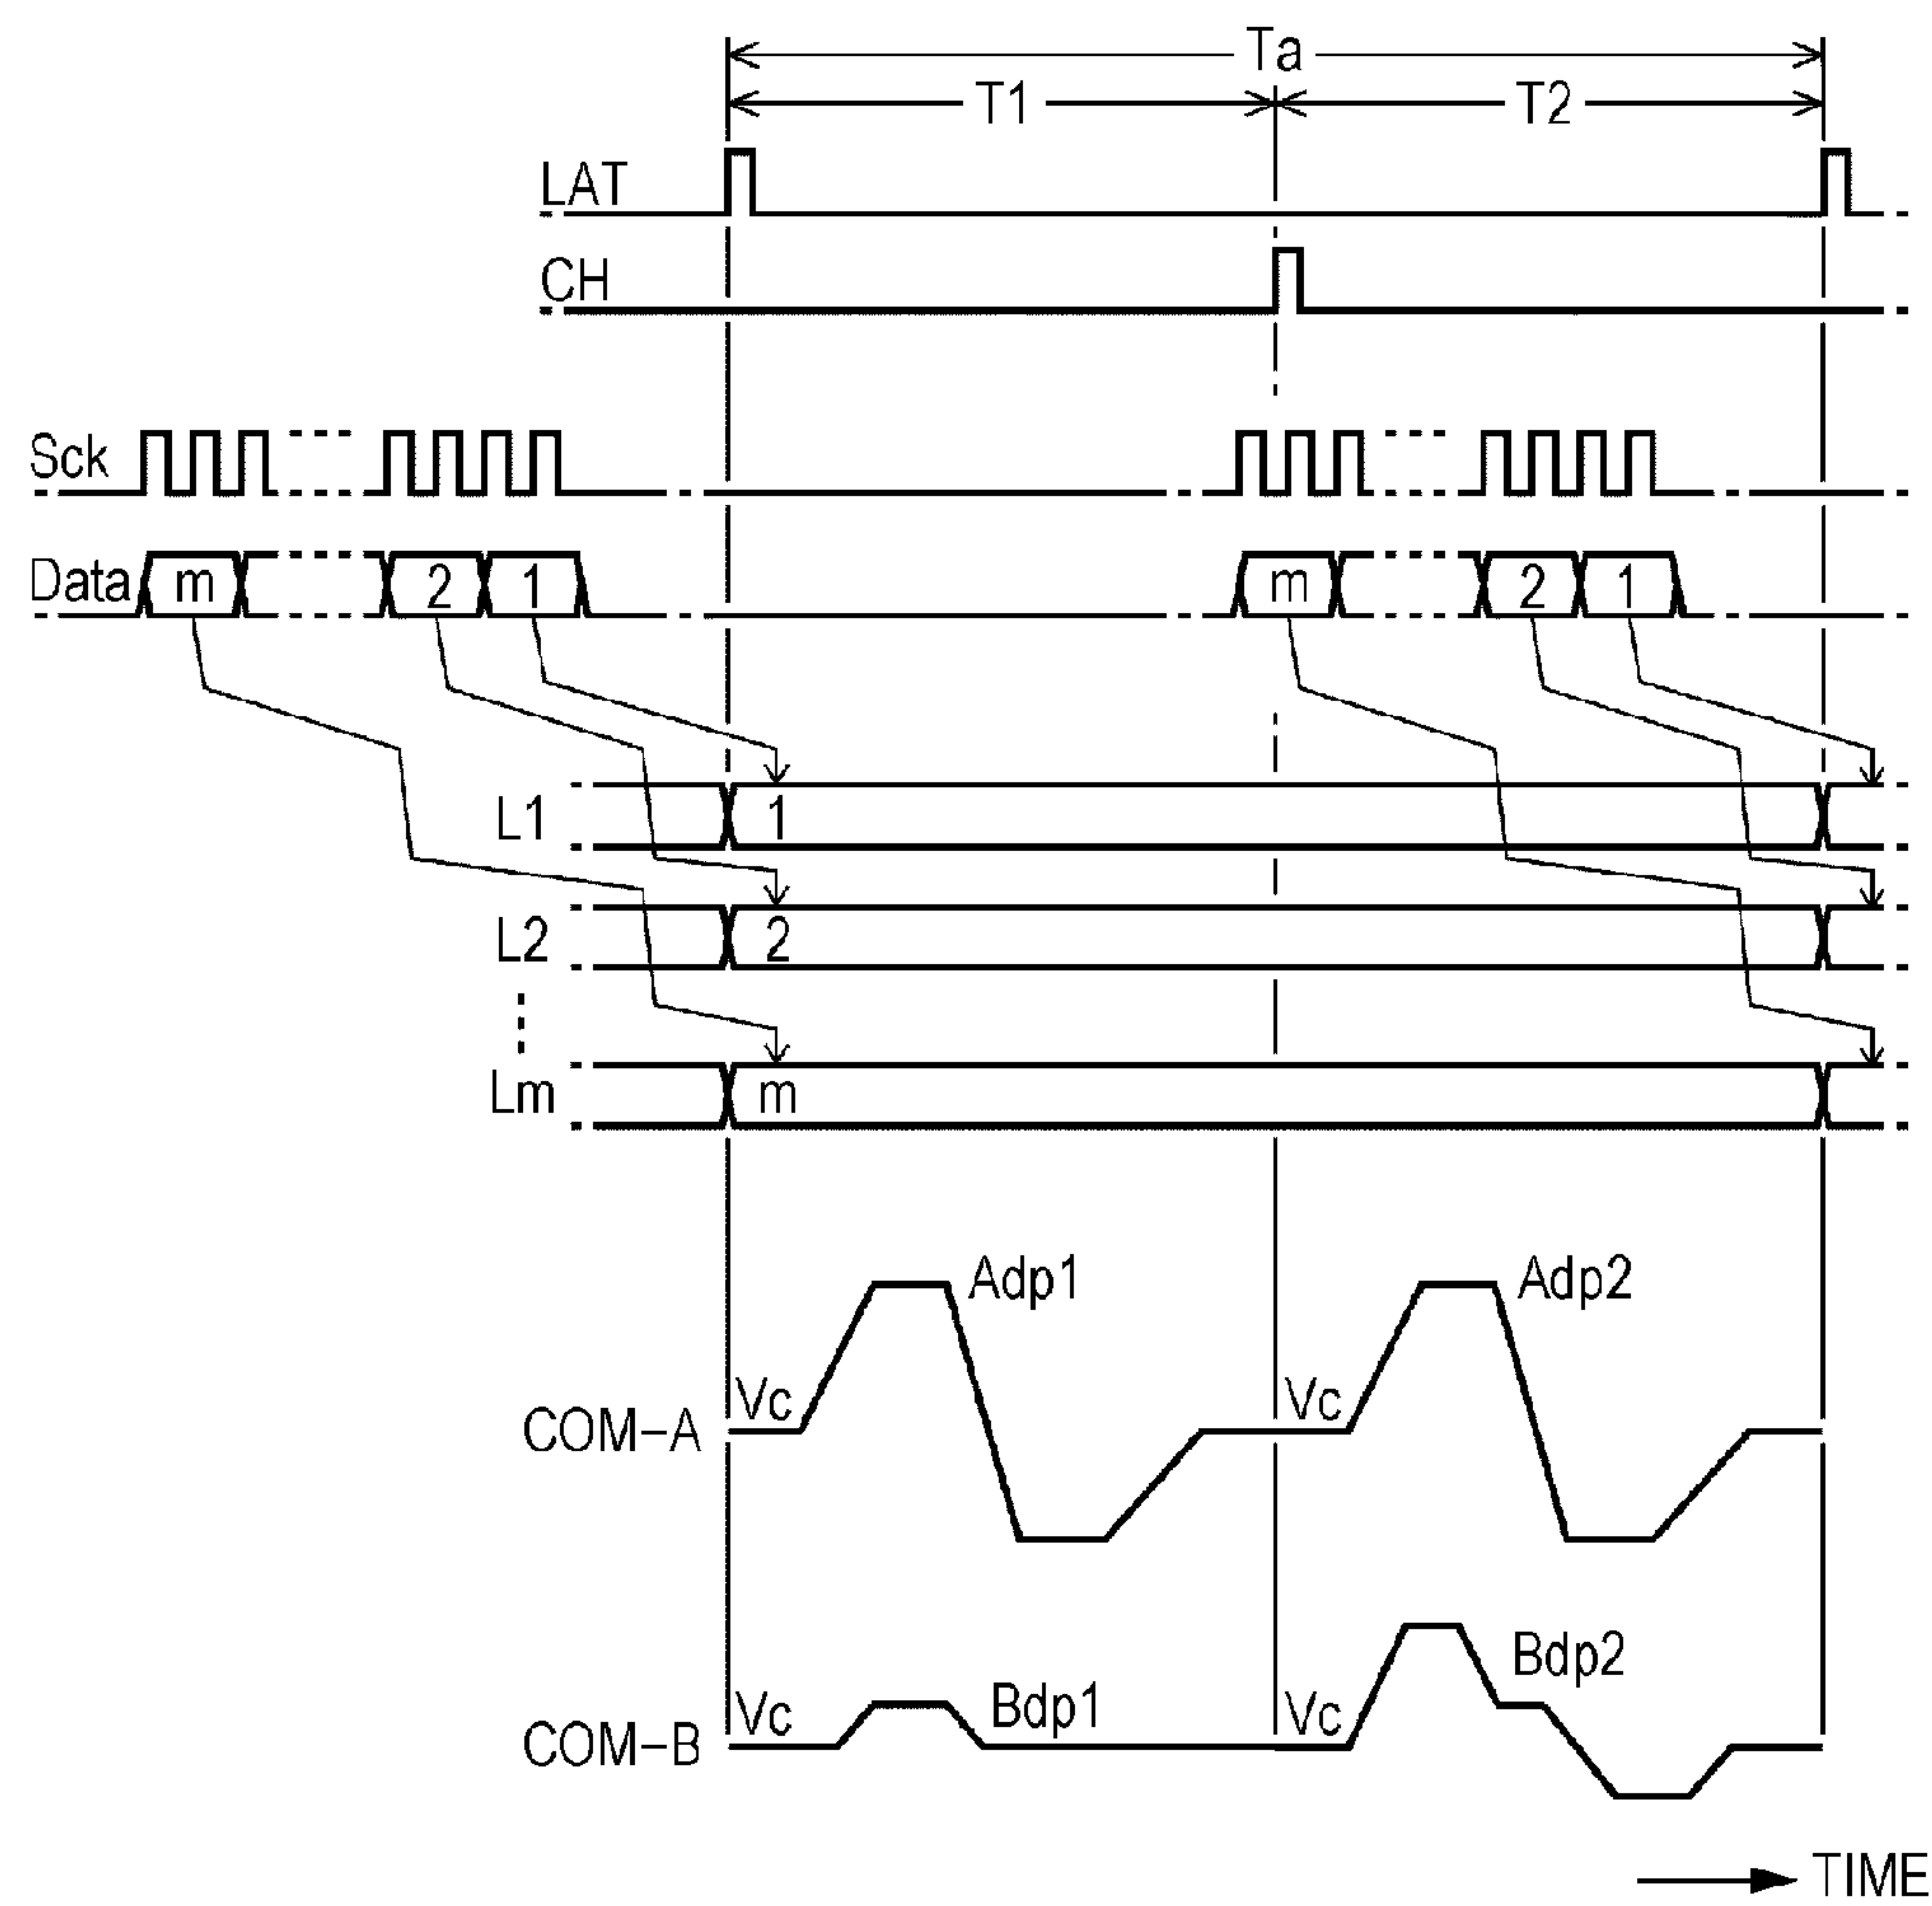 Ta
T1 T2
LAT
CH
Sck
Data m 2 1 m 2 1
L1 1
L2 2
Lm m
Adp1 Adp2
Vc Vc
COM-A
Bdp2
Bdp1
Vc Vc
COM-B
TIME